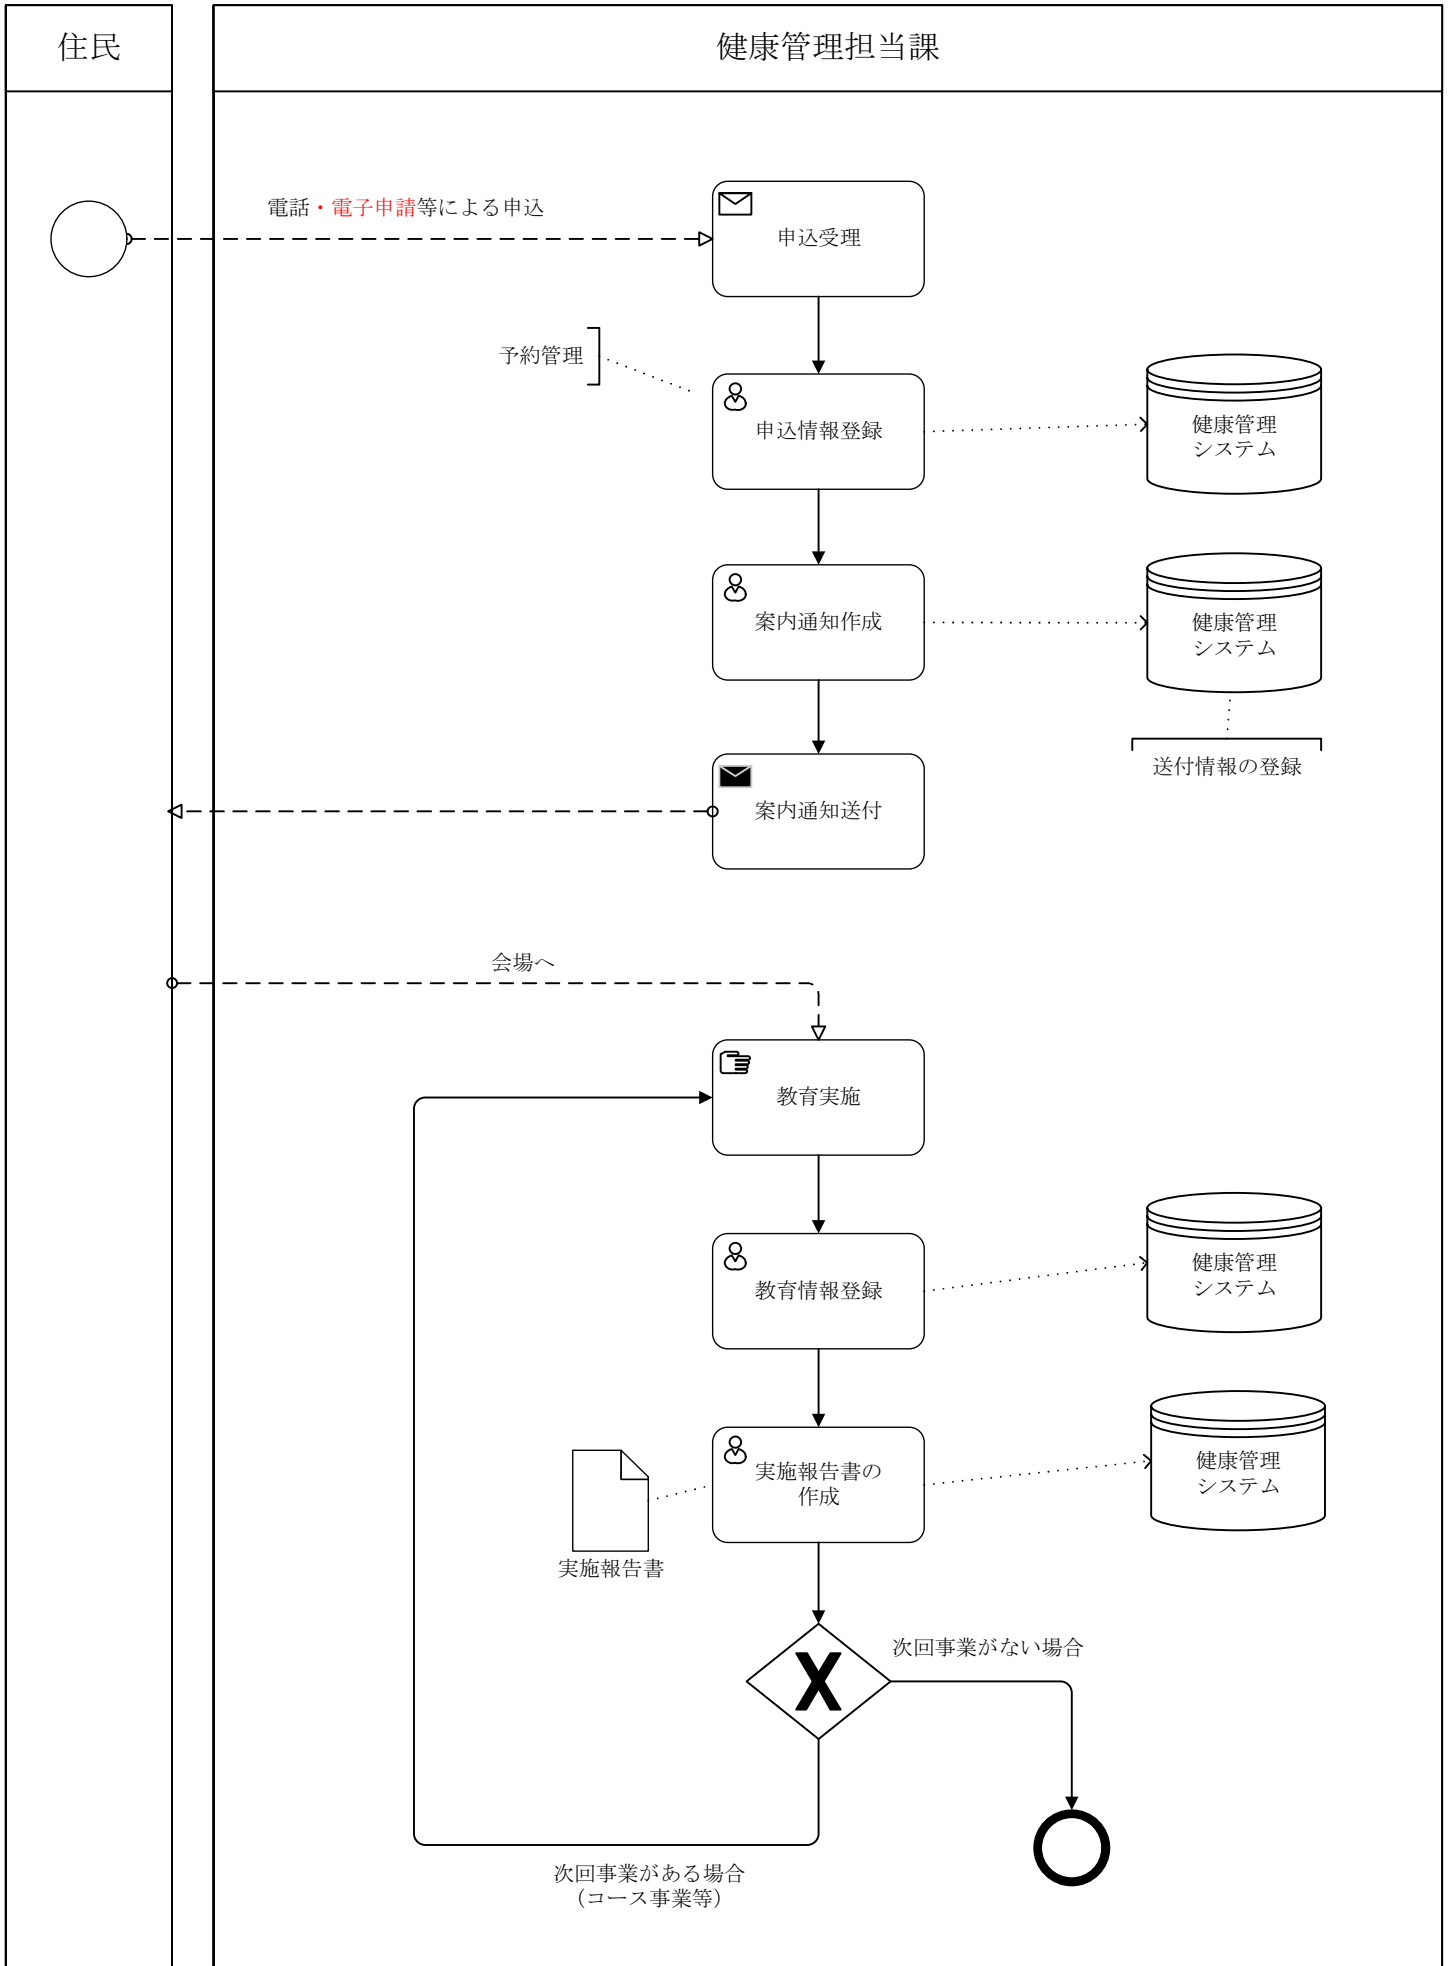 住民
健康管理担当課
電話・電子申請等による申込
申込受理
予約管理
申込情報登録
健康管理
システム
案内通知作成
健康管理
システム
送付情報の登録
案内通知送付
会場へ
教育実施
教育情報登録
健康管理
システム
実施報告書の
作成
健康管理
システム
実施報告書
次回事業がない場合
X
次回事業がある場合
（コース事業等）